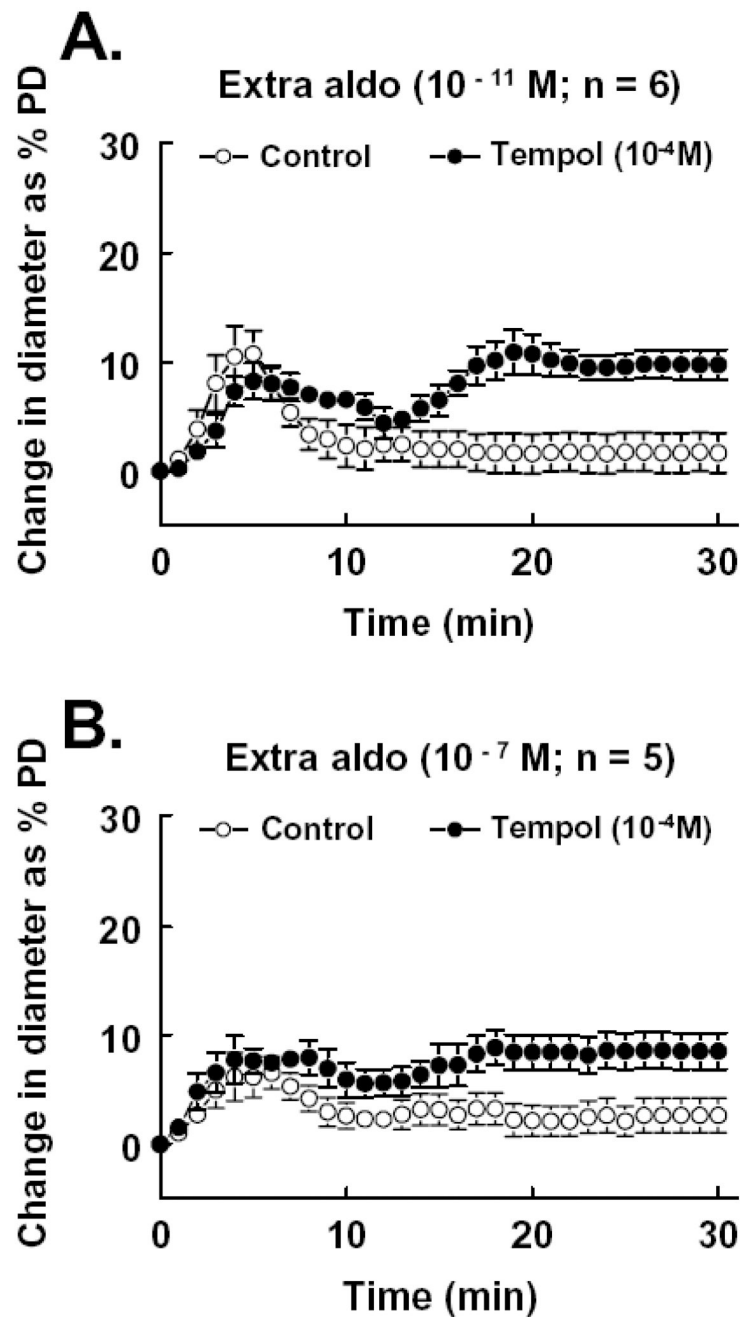 A.
Extra aldo (10 - 11 M; n = 6)
Control
Tempol (10-4M)
Change in diameter as % PD
30
20
10
0
0
10
20
30
Time (min)
B.
Extra aldo (10 - 7 M; n = 5)
Control
Tempol (10-4M)
Change in diameter as % PD
30
20
10
0
0
10
20
30
Time (min)